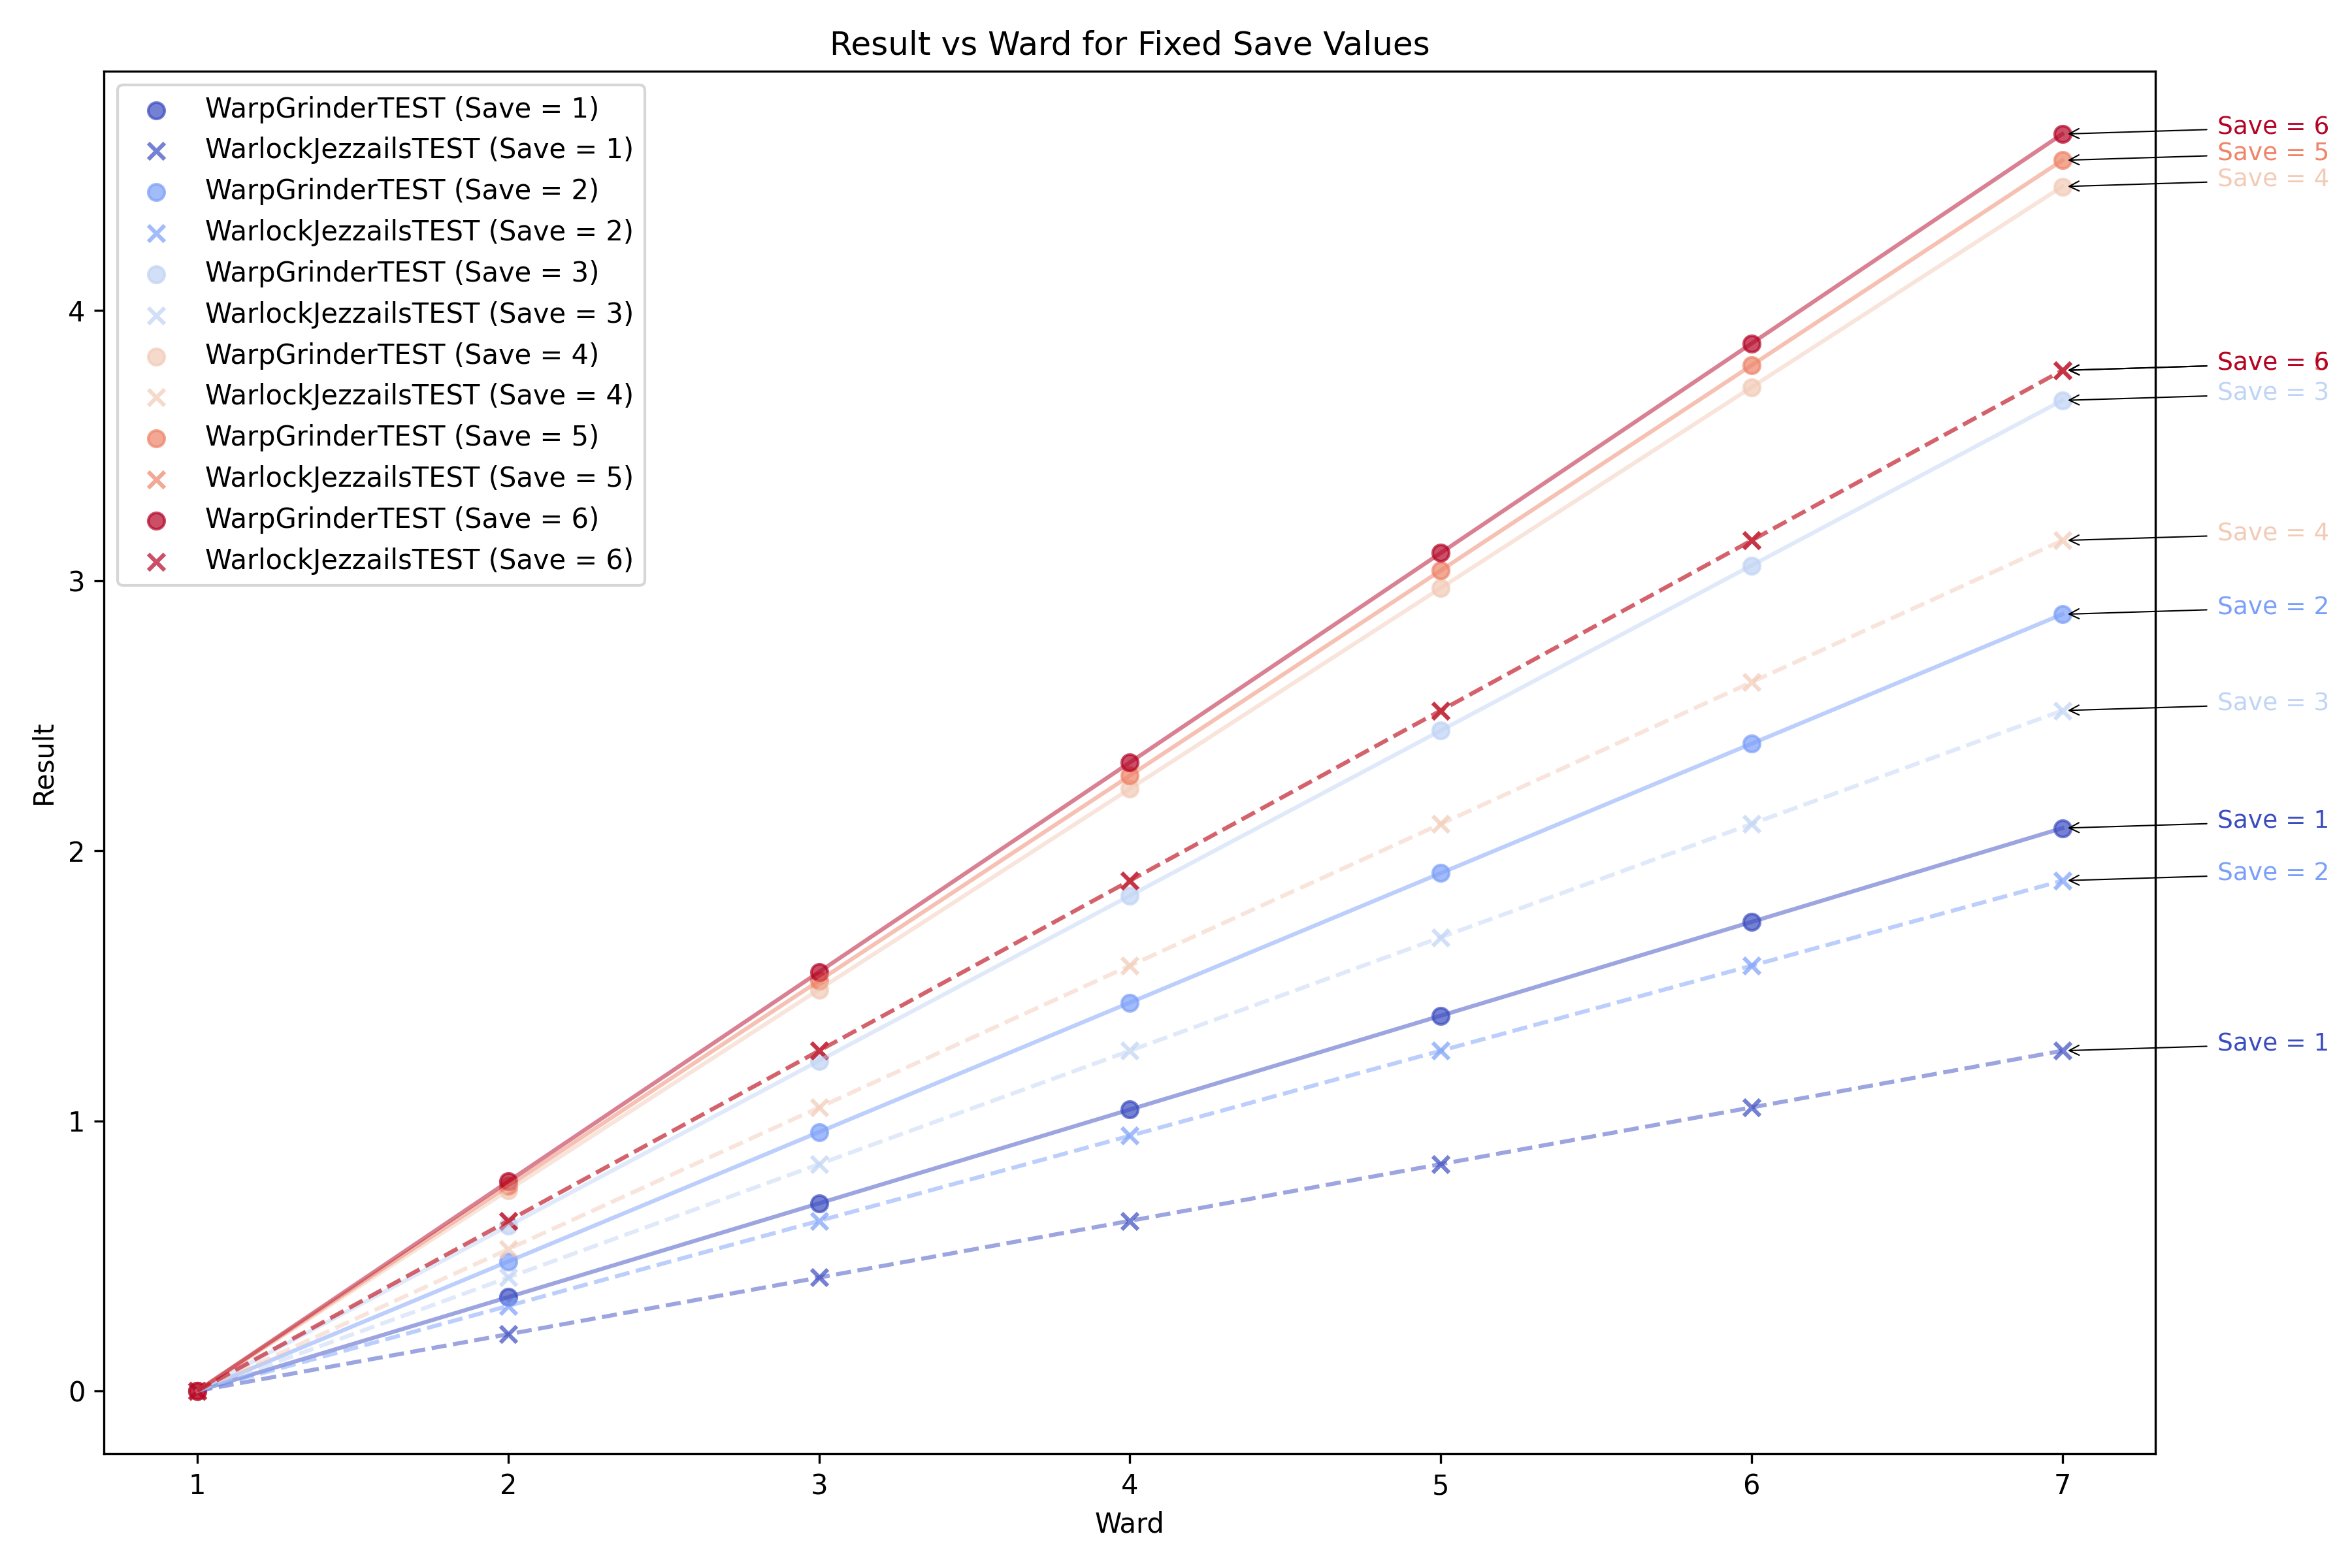 Result vs Ward for Fixed Save Values
WarpGrinderTEST (Save = 1)
WarlockJezzailsTEST (Save = 1)
WarpGrinderTEST (Save = 2)
WarlockJezzailsTEST (Save = 2)
WarpGrinderTEST (Save = 3)
WarlockJezzailsTEST (Save = 3)
WarpGrinderTEST (Save = 4)
WarlockJezzailsTEST (Save = 4)
WarpGrinderTEST (Save = 5)
WarlockJezzailsTEST (Save = 5)
WarpGrinderTEST (Save = 6)
WarlockJezzailsTEST (Save = 6)
Save = 6
Save = 5
Save = 4
Save = 6
Save = 3
Save = 4
Save = 2
Save = 3
Save = 1
Save = 2
Save = 1
4
3
2
1
0
Result
1 2 3 4 5 6 7
Ward